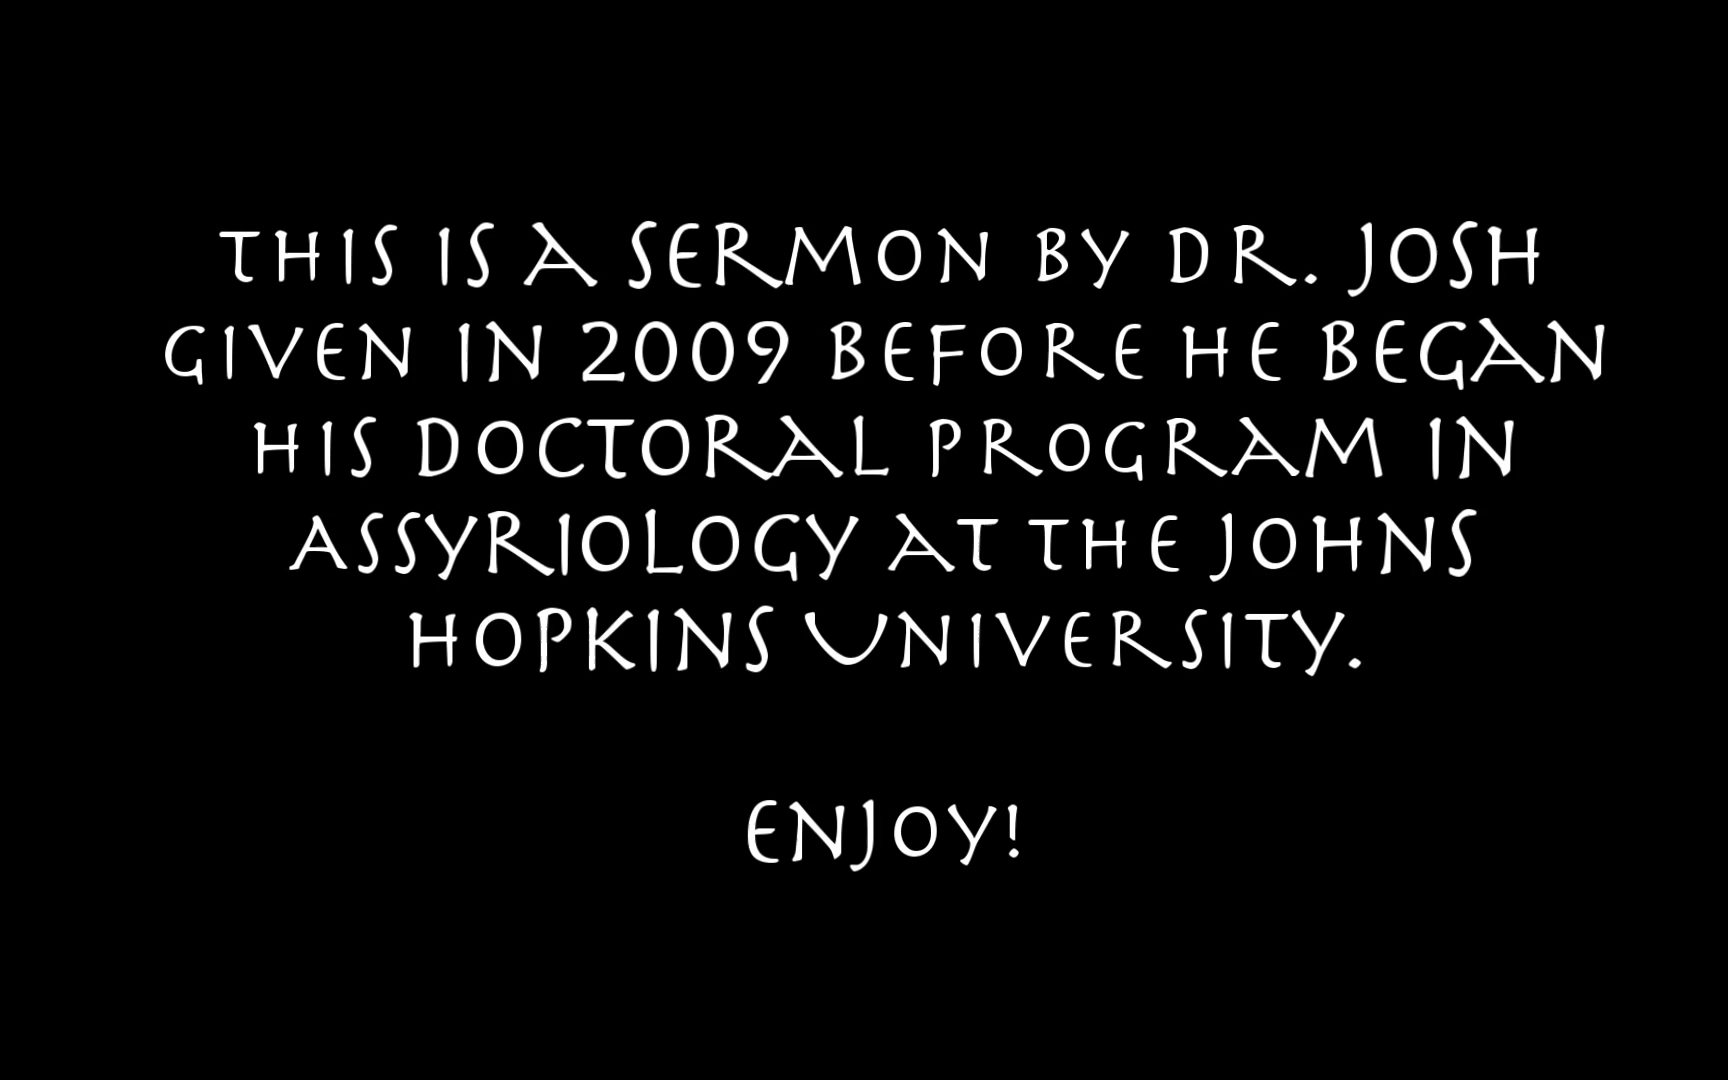 This is a sermon by Dr. Josh
given in 2009 before he began
his doctoral program in
Assyriology at the Johns
Hopkins University.
Enjoy!